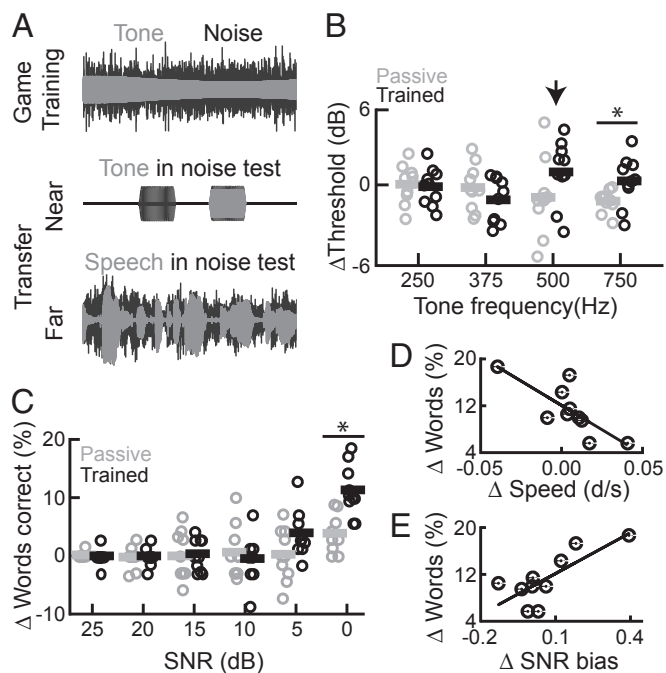 A
Tone Noise
Game
Training
Tone in noise test
Near
Transfer
Speech in noise test
Far
B
Passive
Trained
*
ΔThreshold (dB)
6
0
-6
250 375 500 750
Tone frequency(Hz)
C
Passive
Trained
*
Δ Words correct (%)
20
10
0
-10
25 20 15 10 5 0
SNR (dB)
D
Δ Words (%)
20
12
4
-0.05 0.00 0.05
Δ Speed (d/s)
E
Δ Words (%)
20
12
4
-0.2 0.1 0.4
Δ SNR bias